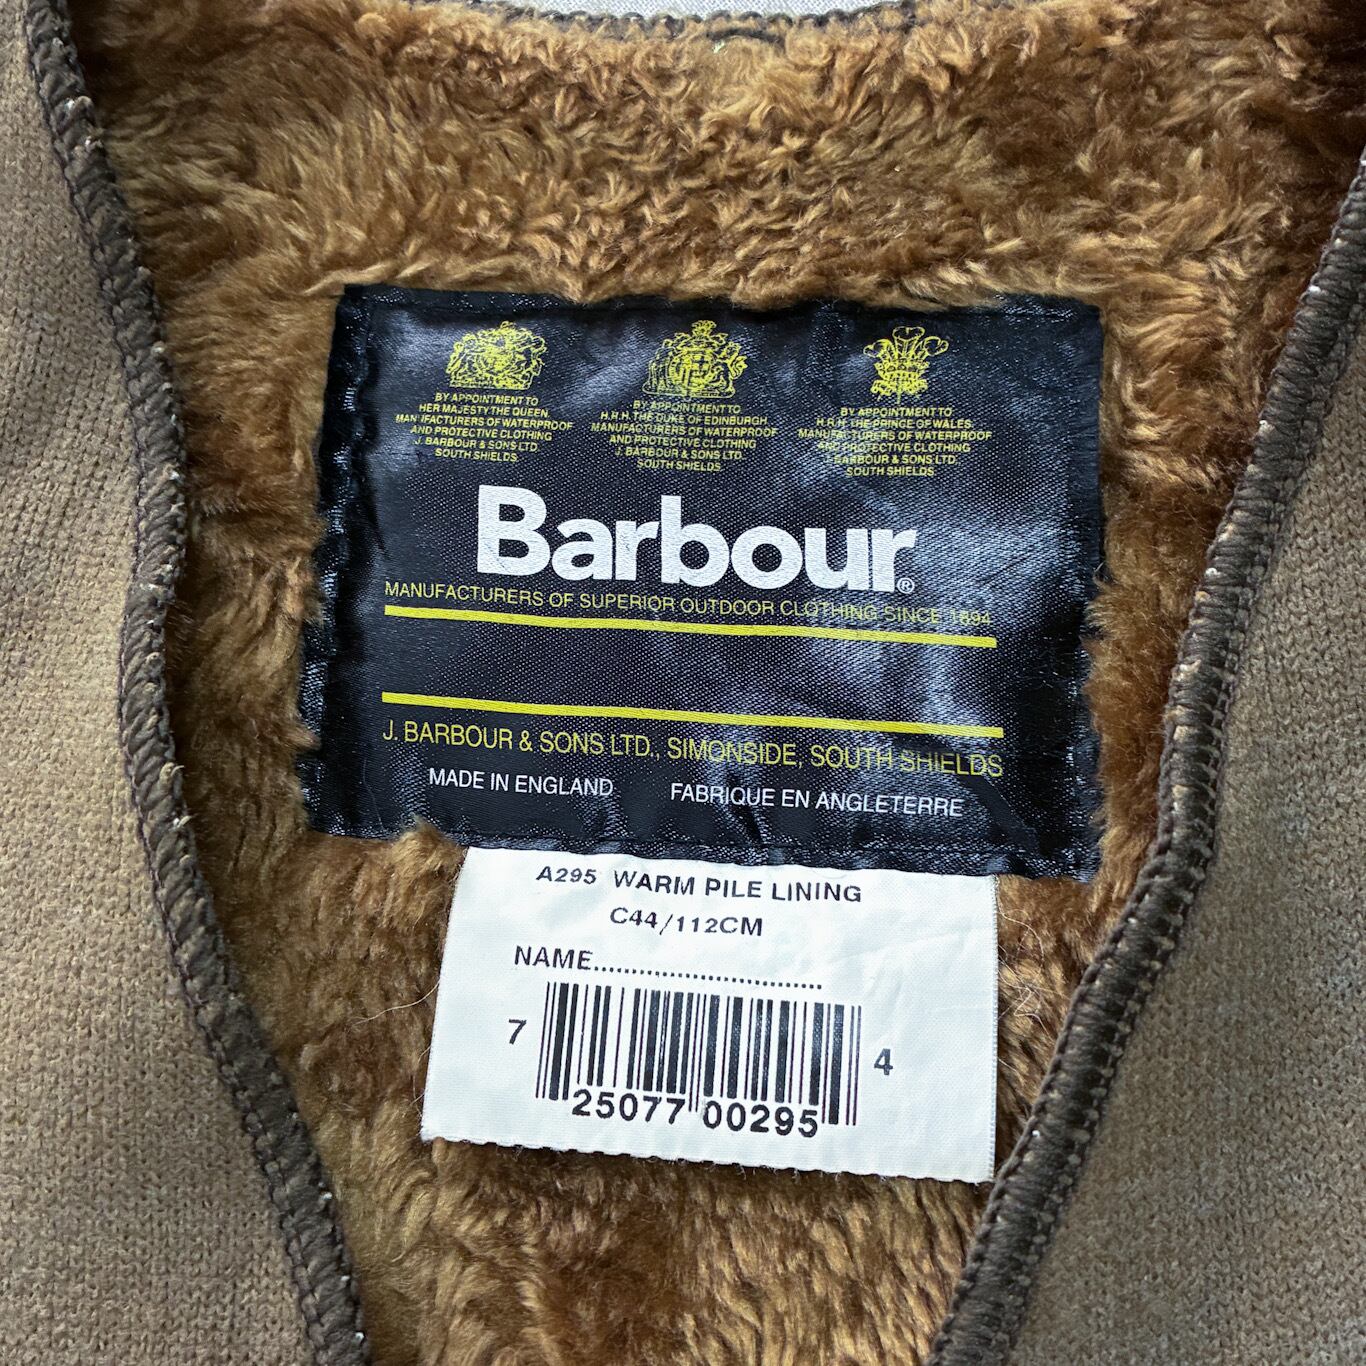 BY APPOINTMENT TO
HER MAJESTY THE QUEEN
MANUFACTURERS OF WATERPROOF
AND PROTECTIVE CLOTHING
J. BARBOUR & SONS LTD.
SOUTH SHIELDS.
BY APPOINTMENT TO
H.R.H. THE DUKE OF EDINBURGH
MANUFACTURERS OF WATERPROOF
AND PROTECTIVE CLOTHING
J. BARBOUR & SONS LTD.
SOUTH SHIELDS.
BY APPOINTMENT TO
H.R.H. THE PRINCE OF WALES
MANUFACTURERS OF WATERPROOF
AND PROTECTIVE CLOTHING
J. BARBOUR & SONS LTD.
SOUTH SHIELDS.
Barbour®
MANUFACTURERS OF SUPERIOR OUTDOOR CLOTHING SINCE 1894
J. BARBOUR & SONS LTD., SIMONSIDE, SOUTH SHIELDS
MADE IN ENGLAND FABRIQUE EN ANGLETERRE
A295 WARM PILE LINING
C44/112CM
NAME..............................
7 25077 00295 4